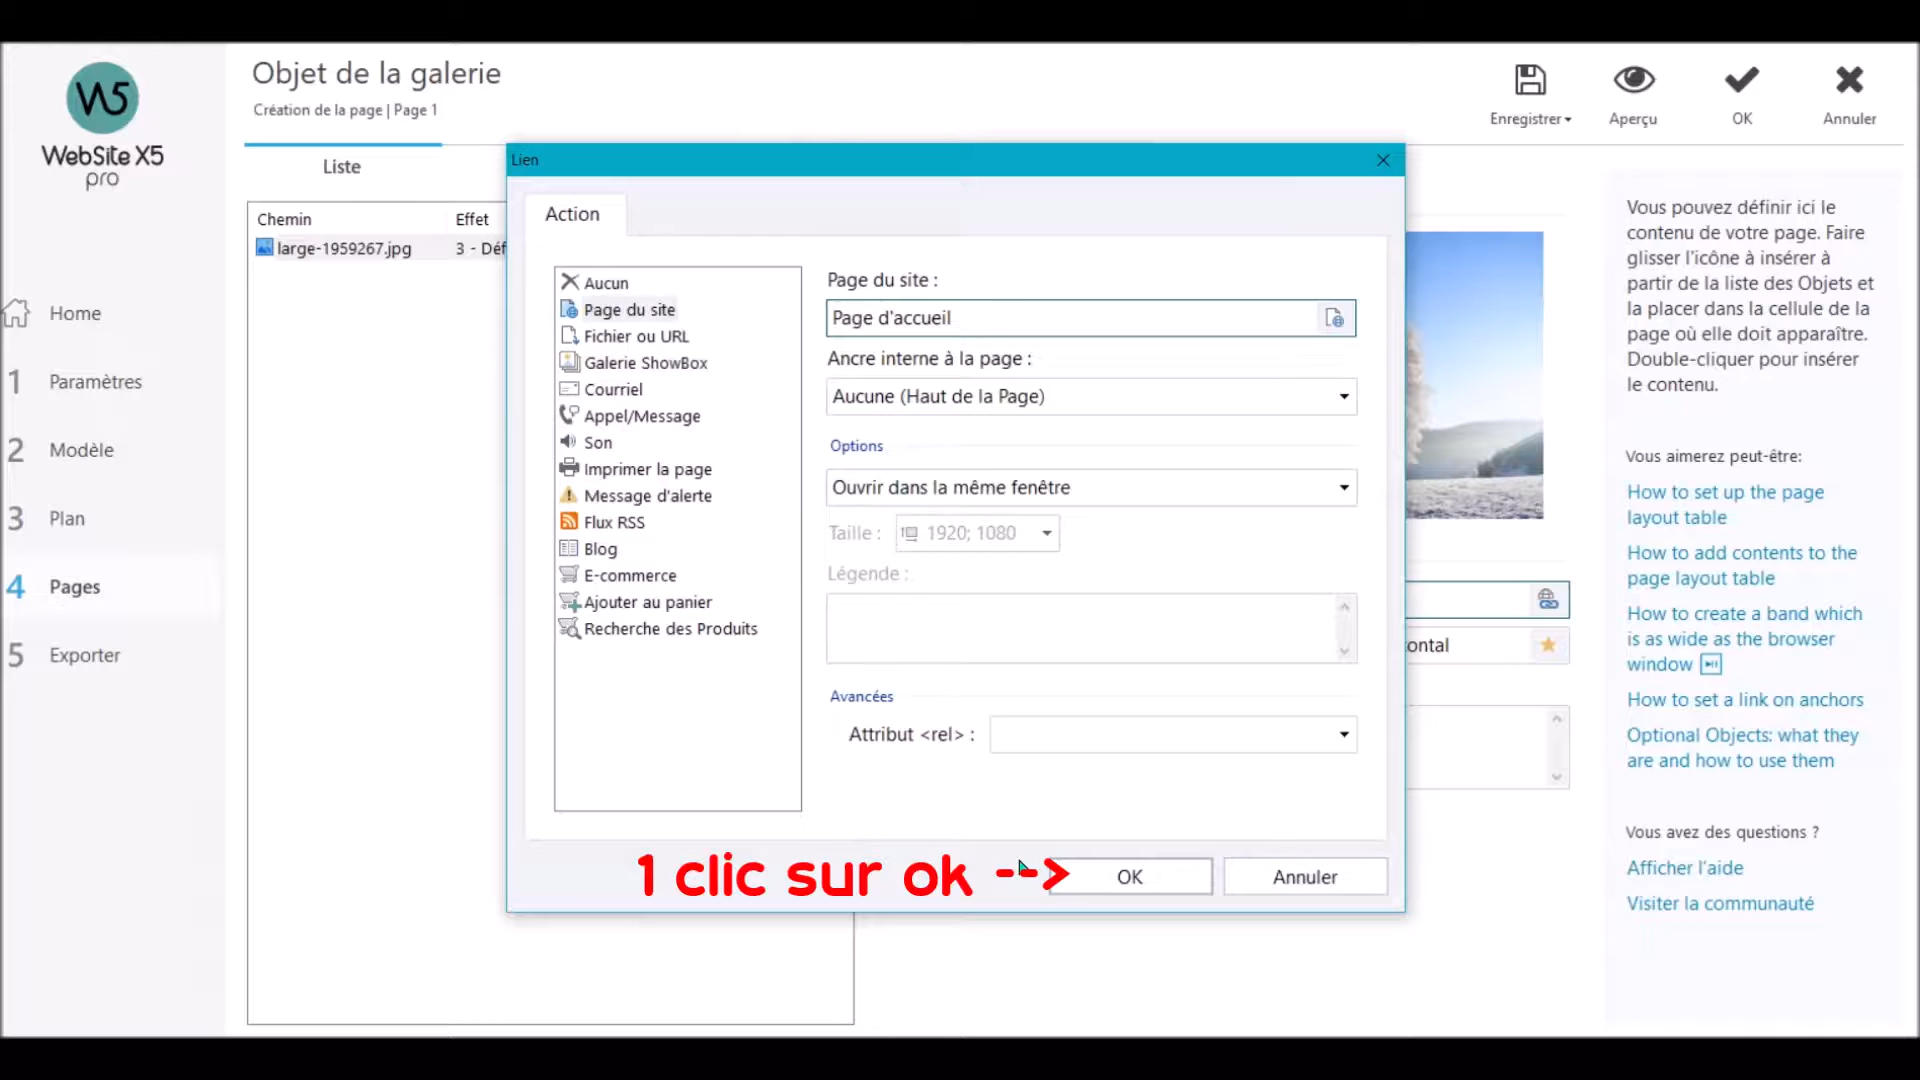 W5
WebSite X5
pro
Home
1 Paramètres
2 Modèle
3 Plan
4 Pages
5 Exporter
Objet de la galerie
Création de la page | Page 1
Enregistrer
Aperçu
OK
Annuler
Liste
Chemin Effet
large-1959267.jpg 3 - Déf
Lien
Action
Aucun
Page du site
Fichier ou URL
Galerie ShowBox
Courriel
Appel/Message
Son
Imprimer la page
Message d'alerte
Flux RSS
Blog
E-commerce
Ajouter au panier
Recherche des Produits
Page du site :
Page d'accueil
Ancre interne à la page :
Aucune (Haut de la Page)
Options
Ouvrir dans la même fenêtre
Taille : 1920; 1080
Légende :
Avancées
Attribut <rel> :
1 clic sur ok -->
OK
Annuler
ontal
Vous pouvez définir ici le
contenu de votre page. Faire
glisser l'icône à insérer à
partir de la liste des Objets et
la placer dans la cellule de la
page où elle doit apparaître.
Double-cliquer pour insérer
le contenu.
Vous aimerez peut-être:
How to set up the page
layout table
How to add contents to the
page layout table
How to create a band which
is as wide as the browser
window
How to set a link on anchors
Optional Objects: what they
are and how to use them
Vous avez des questions ?
Afficher l'aide
Visiter la communauté